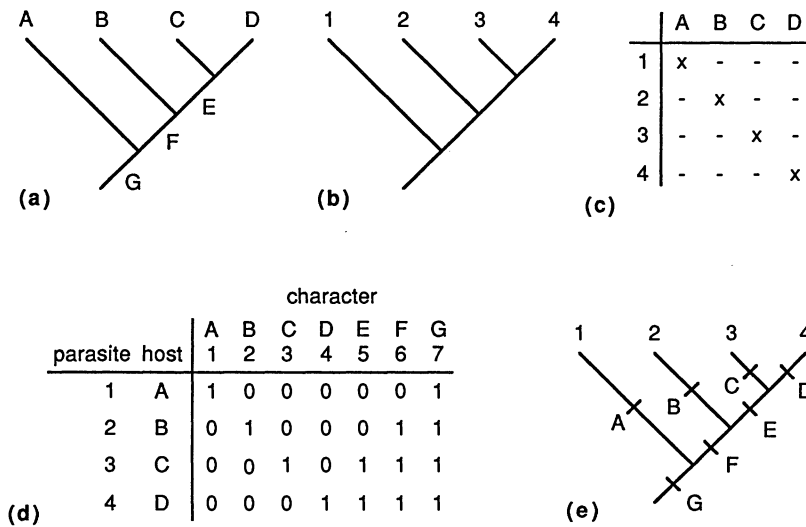 A B C D
E
F
G
(a)
1 2 3 4
(b)
A B C D
1 x - - -
2 - x - -
3 - - x -
4 - - - x
(c)
character
A B C D E F G
parasite host 1 2 3 4 5 6 7
1 A 1 0 0 0 0 0 1
2 B 0 1 0 0 0 1 1
3 C 0 0 1 0 1 1 1
4 D 0 0 0 1 1 1 1
(d)
1 2 3 4
C
D
B
E
A
F
G
(e)